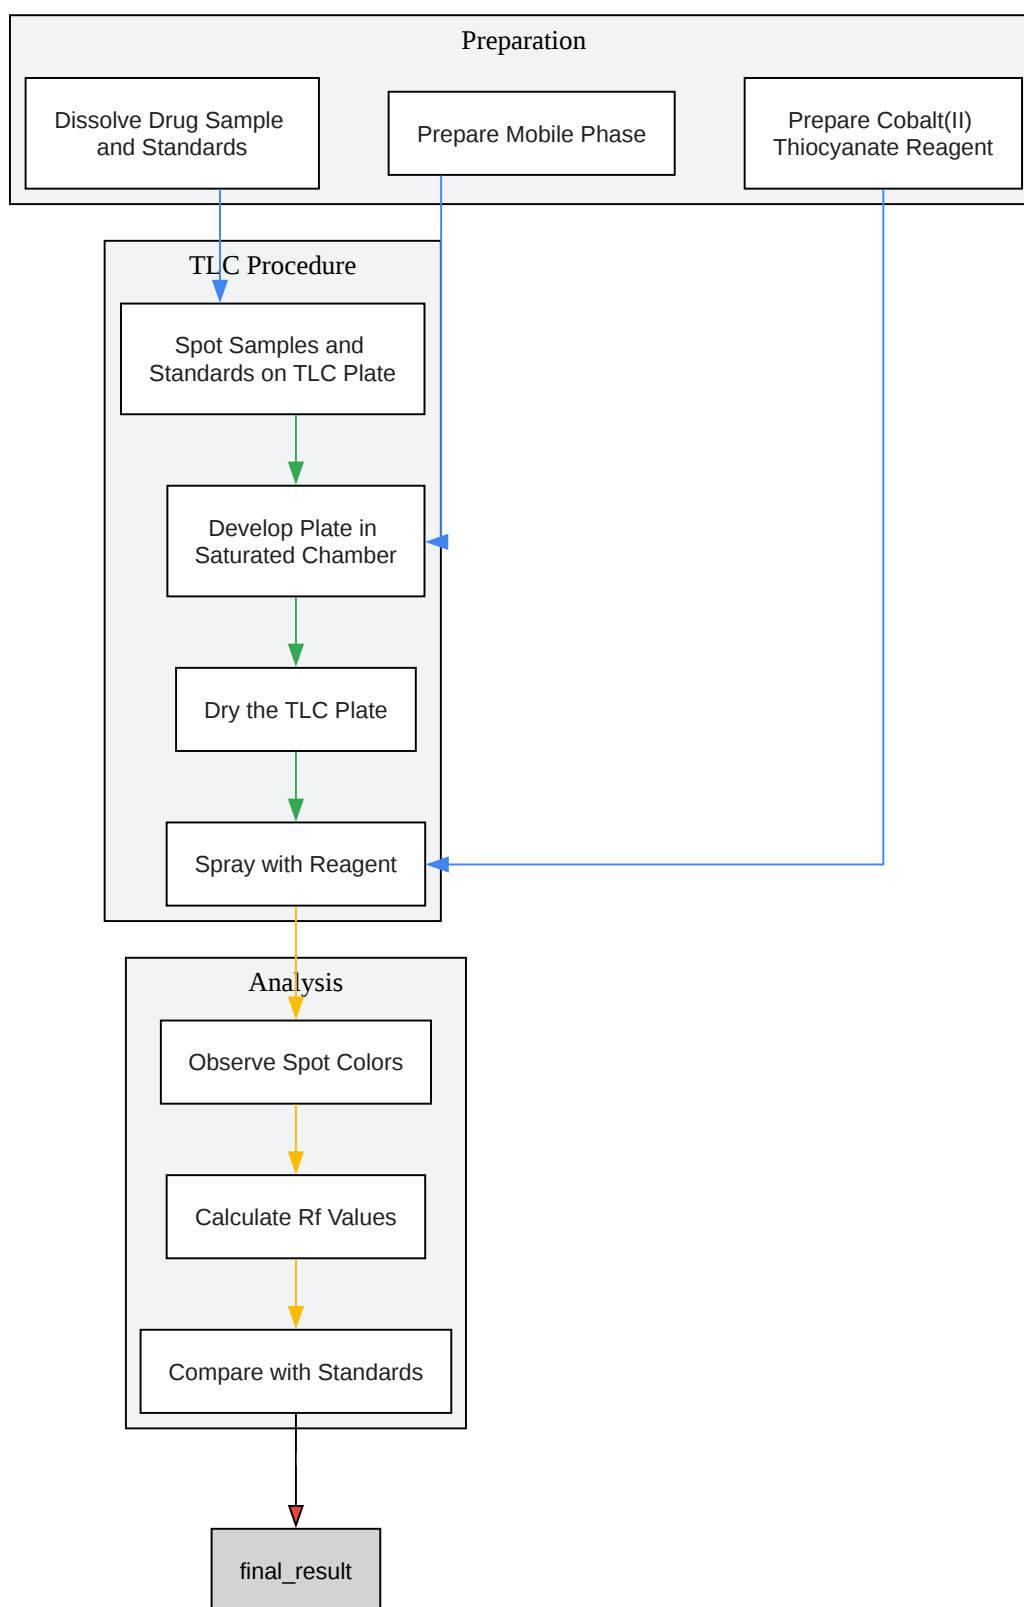 Preparation
Dissolve Drug Sample
and Standards
Prepare Mobile Phase
Prepare Cobalt(II)
Thiocyanate Reagent
TLC Procedure
Spot Samples and
Standards on TLC Plate
Develop Plate in
Saturated Chamber
Dry the TLC Plate
Spray with Reagent
Analysis
Observe Spot Colors
Calculate Rf Values
Compare with Standards
final_result